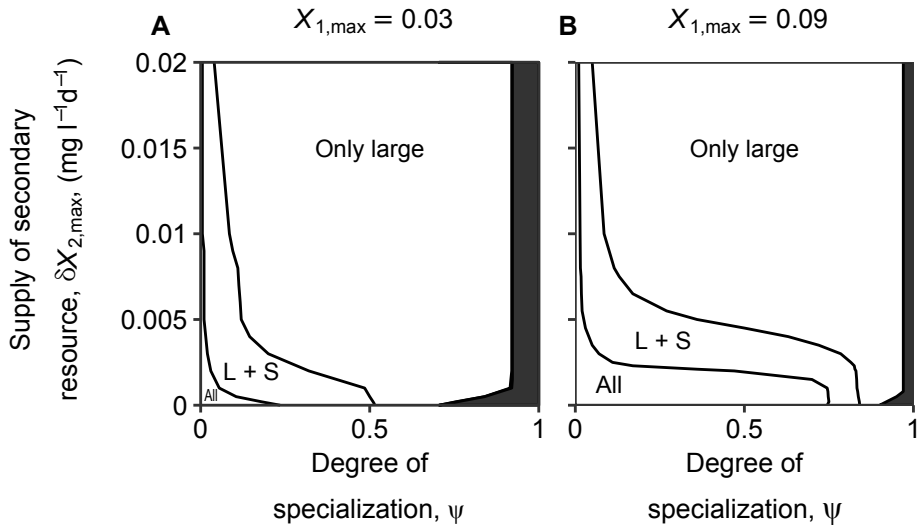 A
X1,max = 0.03
B
X1,max = 0.09
Supply of secondary
resource, δX2,max, (mg l−1d−1)
0.02
0.015
0.01
0.005
0
Only large
L + S
All
0
0.5
1
Degree of
specialization, ψ
Only large
L + S
All
0
0.5
1
Degree of
specialization, ψ